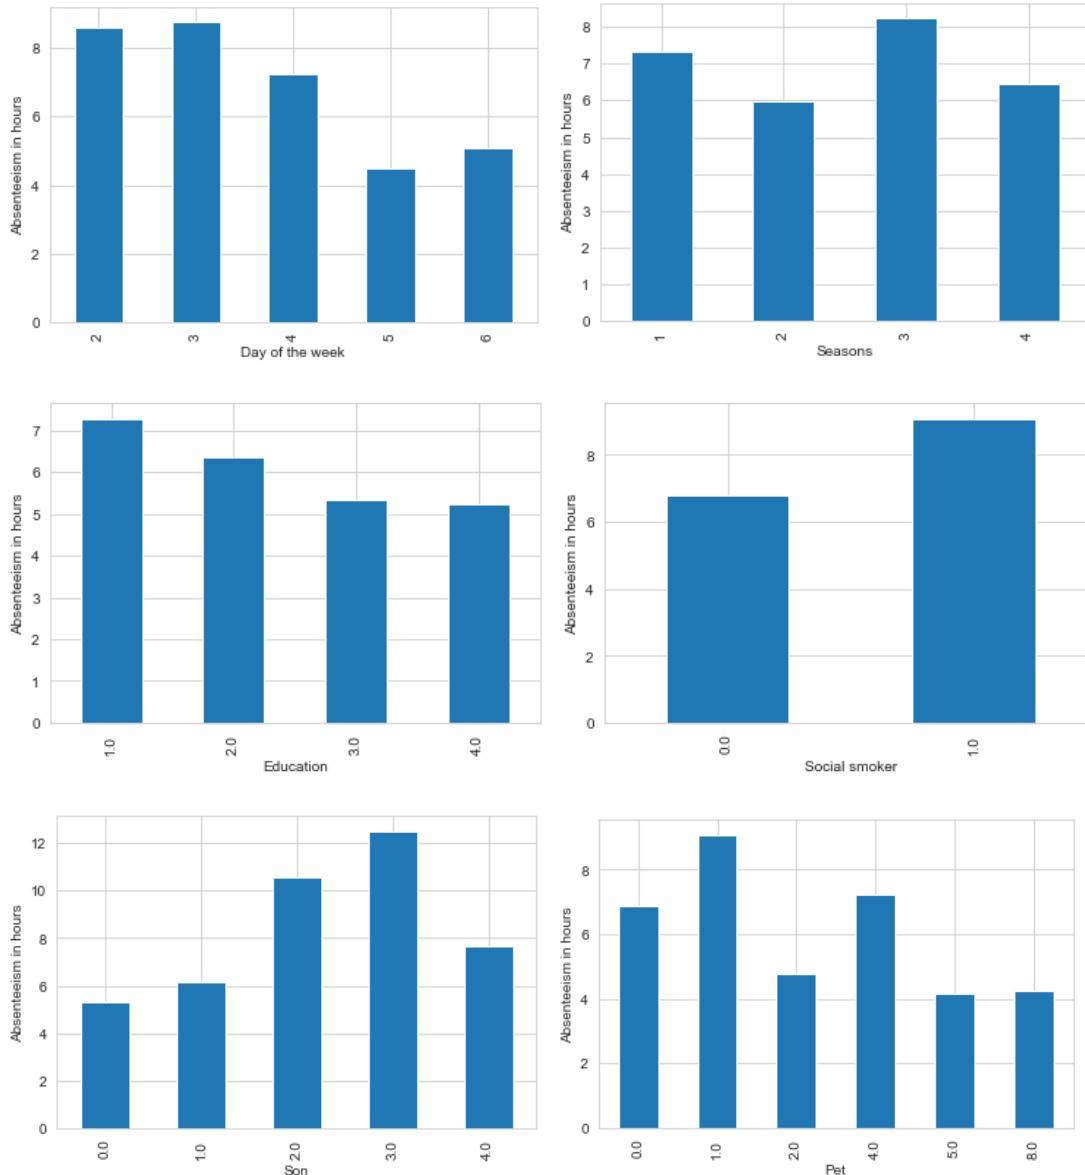 Absenteeism in hours
8
6
4
2
0
2 3 4 5 6
Day of the week
Absenteeism in hours
8
7
6
5
4
3
2
1
0
1 2 3 4
Seasons
Absenteeism in hours
7
6
5
4
3
2
1
0
1.0 2.0 3.0 4.0
Education
Absenteeism in hours
8
6
4
2
0
0.0 1.0
Social smoker
Absenteeism in hours
12
10
8
6
4
2
0
0.0 1.0 2.0 3.0 4.0
Son
Absenteeism in hours
8
6
4
2
0
0.0 1.0 2.0 4.0 5.0 8.0
Pet